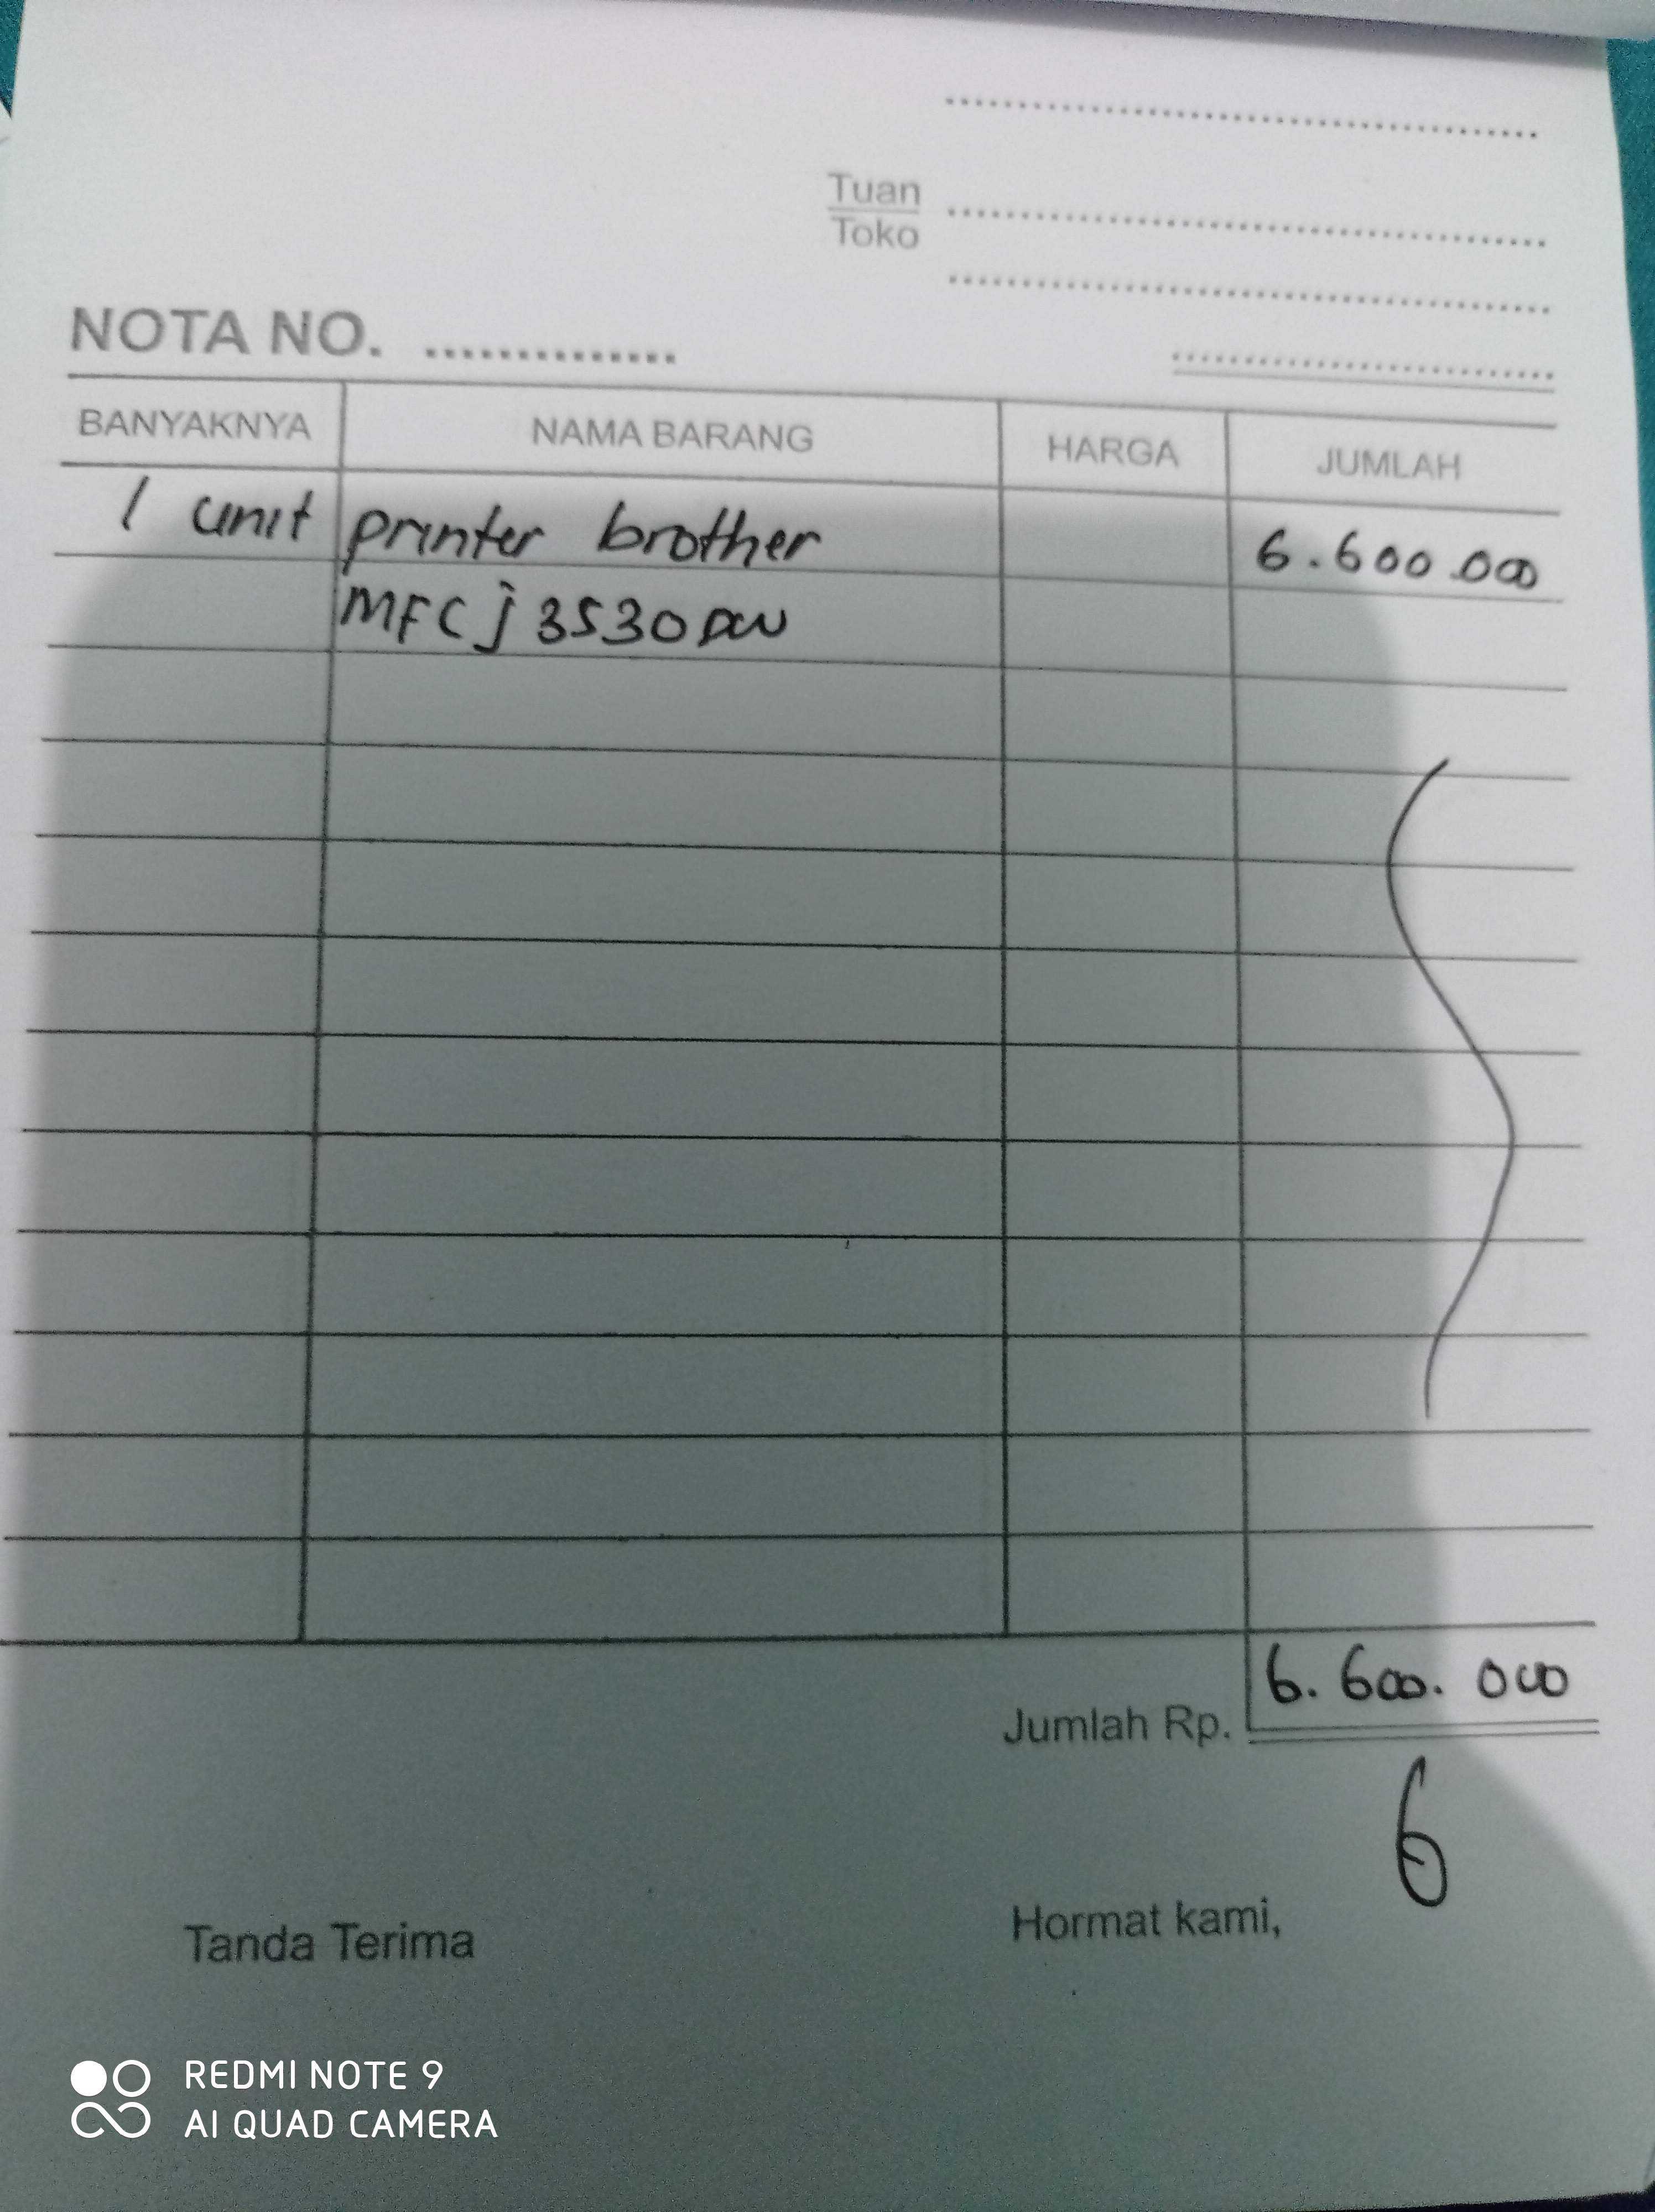 Tuan
Toko
NOTA NO.
BANYAKNYA NAMA BARANG HARGA JUMLAH
1 unit printer brother 6.600.000
MFC j 3530 DW
Jumlah Rp. 6.600.000
Tanda Terima Hormat kami,
REDMI NOTE 9
AI QUAD CAMERA